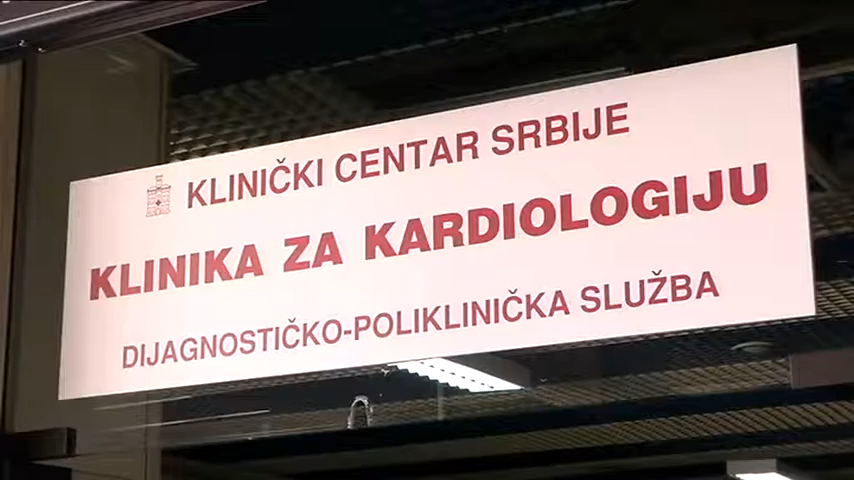 KLINIČKI CENTAR SRBIJE
KLINIKA ZA KARDIOLOGIJU
DIJAGNOSTIČKO-POLIKLINIČKA SLUŽBA